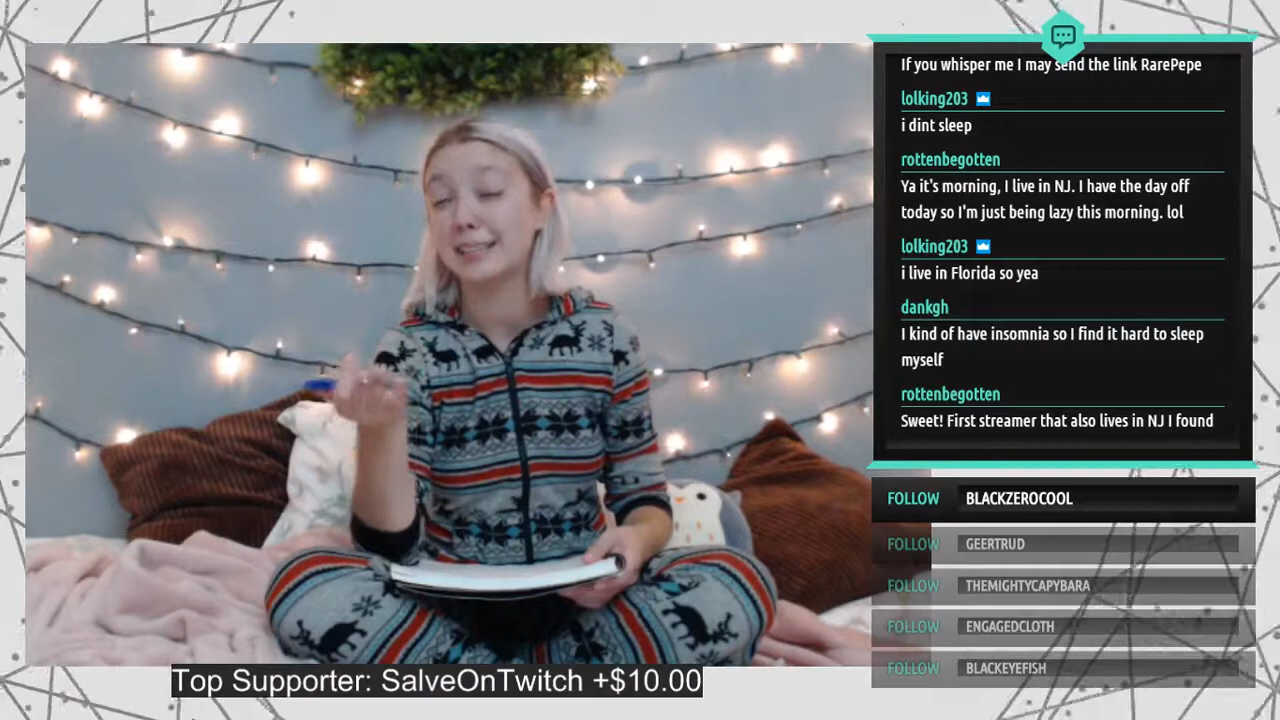 If you whisper me I may send the link RarePepe
lolking203
i dint sleep
rottenbegotten
Ya it's morning, I live in NJ. I have the day off
today so I'm just being lazy this morning. lol
lolking203
i live in Florida so yea
dankgh
I kind of have insomnia so I find it hard to sleep
myself
rottenbegotten
Sweet! First streamer that also lives in NJ I found
FOLLOW BLACKZEROCOOL
FOLLOW GEERTRUD
FOLLOW THEMIGHTYCAPYBARA
FOLLOW ENGAGEDCLOTH
FOLLOW BLACKEYEFISH
Top Supporter: SalveOnTwitch +$10.00